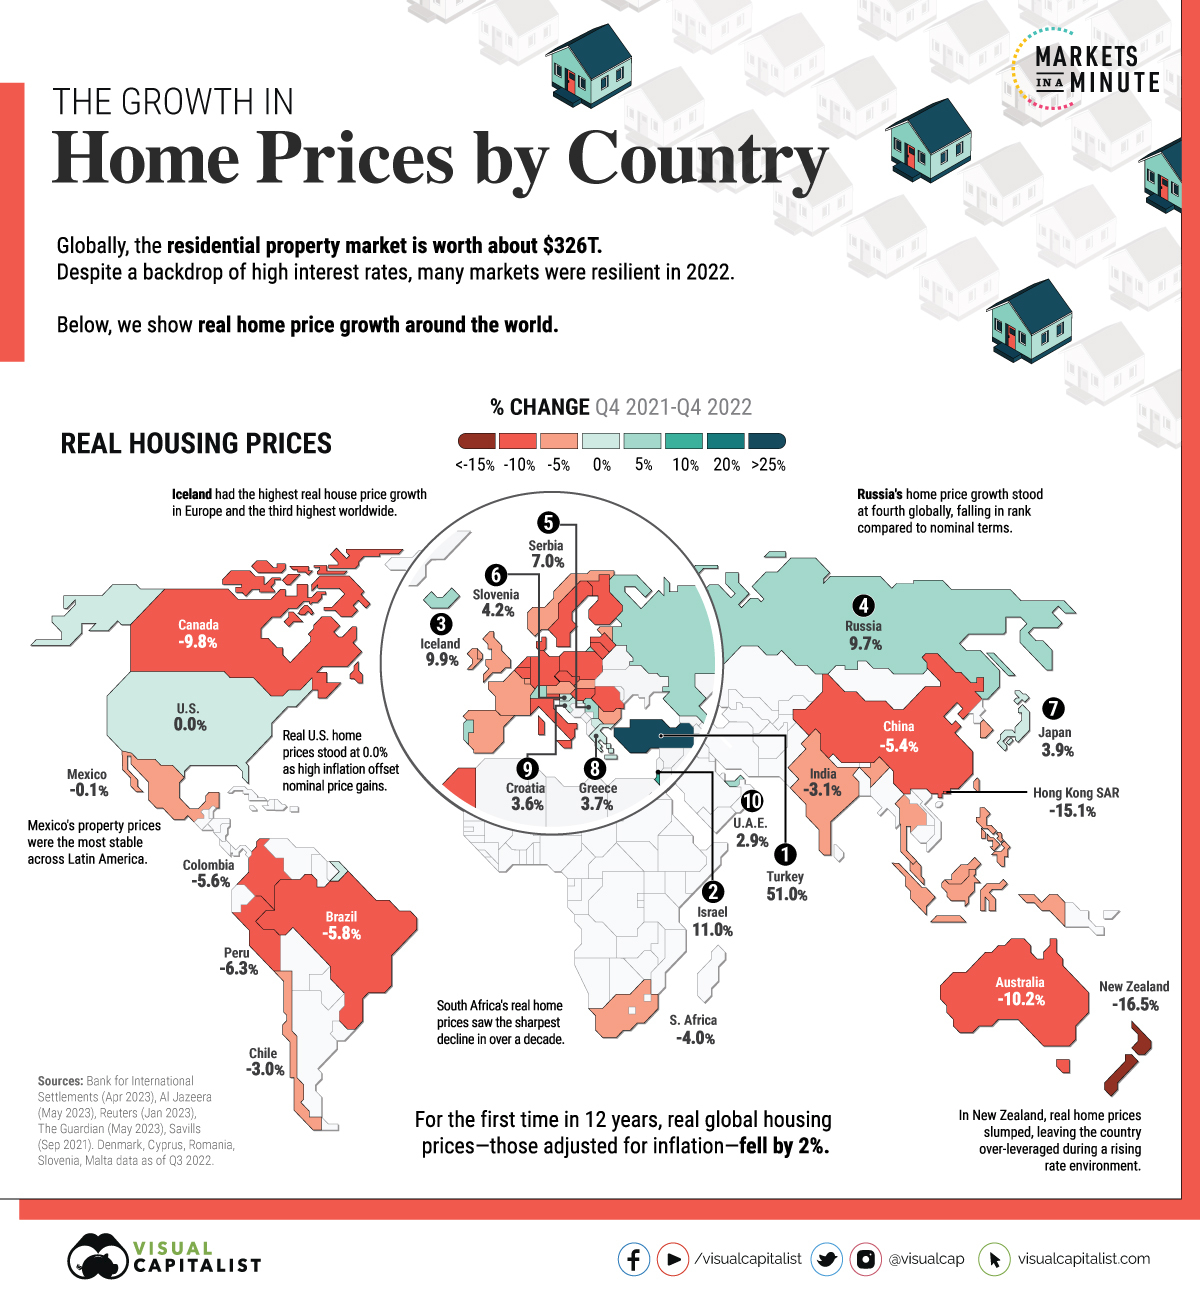 MARKETS
IN A MINUTE
THE GROWTH IN
Home Prices by Country
Globally, the residential property market is worth about $326T.
Despite a backdrop of high interest rates, many markets were resilient in 2022.
Below, we show real home price growth around the world.
% CHANGE Q4 2021-Q4 2022
REAL HOUSING PRICES
<-15% -10% -5% 0% 5% 10% 20% >25%
Iceland had the highest real house price growth
in Europe and the third highest worldwide.
Russia's home price growth stood
at fourth globally, falling in rank
compared to nominal terms.
5
Serbia
7.0%
6
Slovenia
4.2%
3
Iceland
9.9%
4
Russia
9.7%
Canada
-9.8%
U.S.
0.0%
Real U.S. home
prices stood at 0.0%
as high inflation offset
nominal price gains.
Mexico
-0.1%
Mexico's property prices
were the most stable
across Latin America.
China
-5.4%
7
Japan
3.9%
India
-3.1%
Hong Kong SAR
-15.1%
9
Croatia
3.6%
8
Greece
3.7%
10
U.A.E.
2.9%
1
Turkey
51.0%
2
Israel
11.0%
Colombia
-5.6%
Brazil
-5.8%
Peru
-6.3%
Chile
-3.0%
South Africa's real home
prices saw the sharpest
decline in over a decade.
S. Africa
-4.0%
Australia
-10.2%
New Zealand
-16.5%
In New Zealand, real home prices
slumped, leaving the country
over-leveraged during a rising
rate environment.
Sources: Bank for International
Settlements (Apr 2023), Al Jazeera
(May 2023), Reuters (Jan 2023),
The Guardian (May 2023), Savills
(Sep 2021). Denmark, Cyprus, Romania,
Slovenia, Malta data as of Q3 2022.
For the first time in 12 years, real global housing
prices—those adjusted for inflation—fell by 2%.
VISUAL
CAPITALIST
/visualcapitalist @visualcap visualcapitalist.com